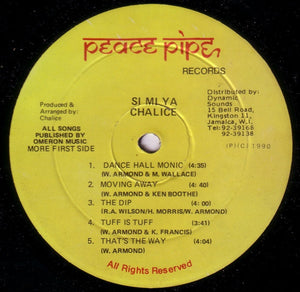 peace pipe
RECORDS
Produced &
Arranged by:
Chalice
SI MI YA
CHALICE
Distributed by:
Dynamic
Sounds
15 Bell Road,
Kingston 11,
Jamaica, W.I.
Tel: 92-39168
92-39138
ALL SONGS
PUBLISHED BY
OMERON MUSIC
MORE FIRST SIDE
(P)(C) 1990
1. DANCE HALL MONIC (4:35)
(W. ARMOND & M. WALLACE)
2. MOVING AWAY (4: 40)
(W. ARMOND & KEN BOOTHE)
3. THE DIP (4: 00)
(R.A. WILSON/H. MORRIS/W. ARMOND)
4. TUFF IS TUFF (3:41)
(W. ARMOND & K. FRANCIS)
5. THAT'S THE WAY (4:04)
(W. ARMOND)
All Rights Reserved